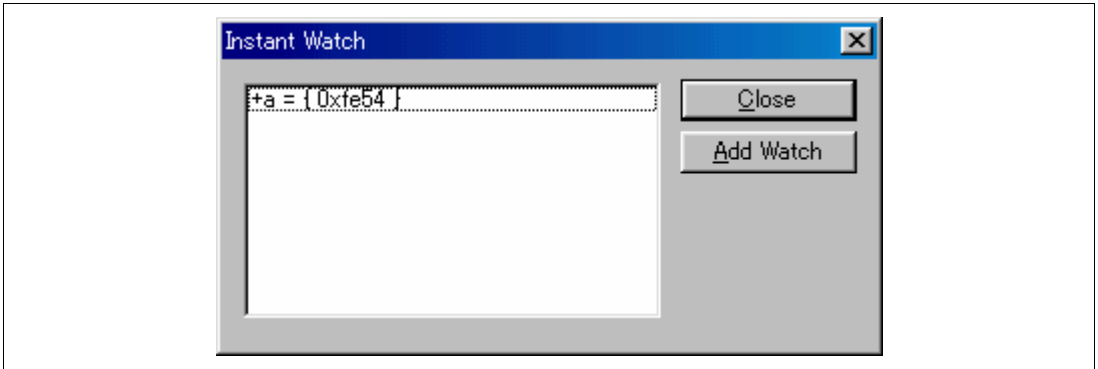 Instant Watch
+a = { 0xfe54 }
Close
Add Watch